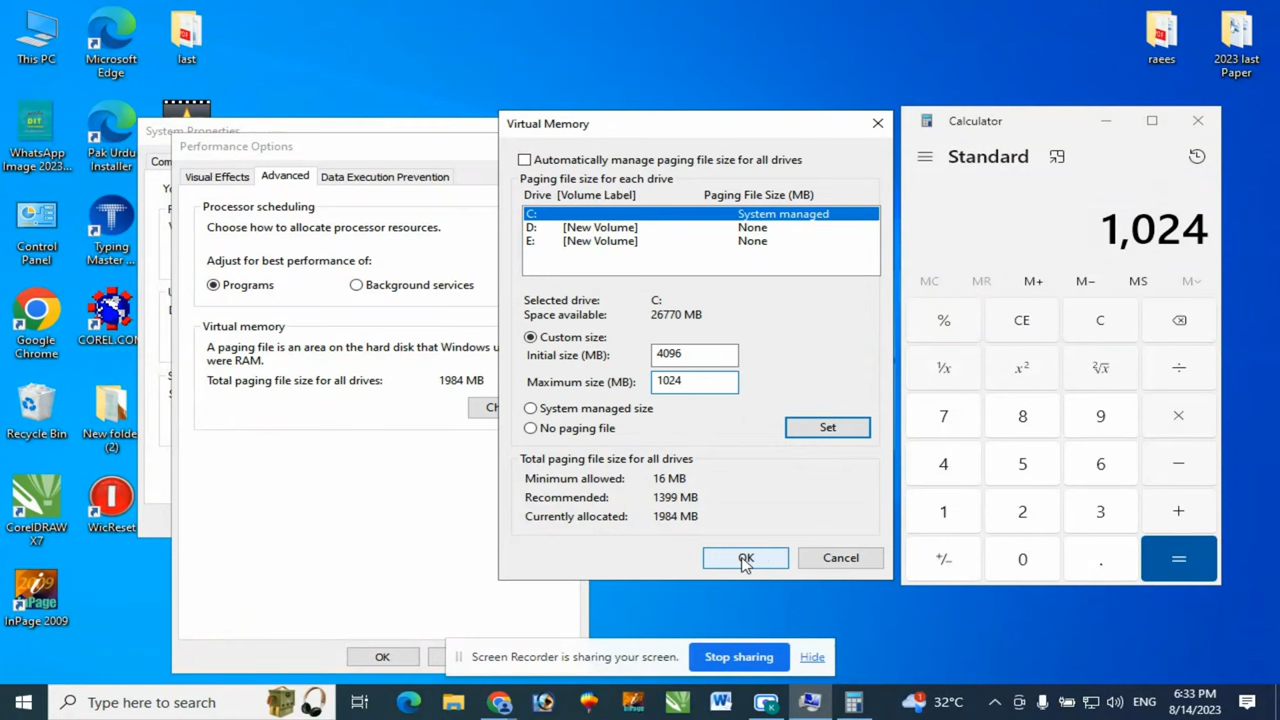 This PC
Microsoft
Edge
last
raees
2023 last
Paper
WhatsApp
Image 2023...
Pak Urdu
Installer
Control
Panel
Typing
Master ...
Google
Chrome
COREL.CON
Recycle Bin
New folder
(2)
CorelDRAW
X7
WicReset
InPage 2009
System Properties
Performance Options
Visual Effects
Advanced
Data Execution Prevention
Processor scheduling
Choose how to allocate processor resources.
Adjust for best performance of:
Programs
Background services
Virtual memory
A paging file is an area on the hard disk that Windows u
were RAM.
Total paging file size for all drives:
1984 MB
Ch
OK
Virtual Memory
Automatically manage paging file size for all drives
Paging file size for each drive
Drive [Volume Label]
Paging File Size (MB)
C:
System managed
D: [New Volume]
None
E: [New Volume]
None
Selected drive:
C:
Space available:
26770 MB
Custom size:
Initial size (MB):
4096
Maximum size (MB):
1024
System managed size
No paging file
Set
Total paging file size for all drives
Minimum allowed:
16 MB
Recommended:
1399 MB
Currently allocated:
1984 MB
OK
Cancel
Calculator
Standard
1,024
MC MR M+ M− MS M
% CE C
¹/x x² ²√x ÷
7 8 9 ×
4 5 6 −
1 2 3 +
+/− 0 . =
Screen Recorder is sharing your screen.
Stop sharing
Hide
Type here to search
1
32°C
ENG
6:33 PM
8/14/2023